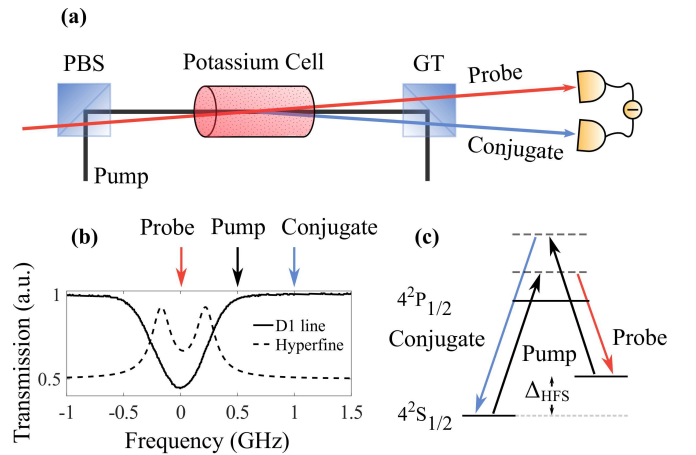 (a)
PBS
Potassium Cell
GT
Probe
Conjugate
Pump
(b)
Probe
Pump
Conjugate
(c)
Transmission (a.u.)
1
0.5
D1 line
Hyperfine
-1
-0.5
0
0.5
1
1.5
Frequency (GHz)
4²P₁/₂
Conjugate
Pump
Probe
Δ_HFS
4²S₁/₂